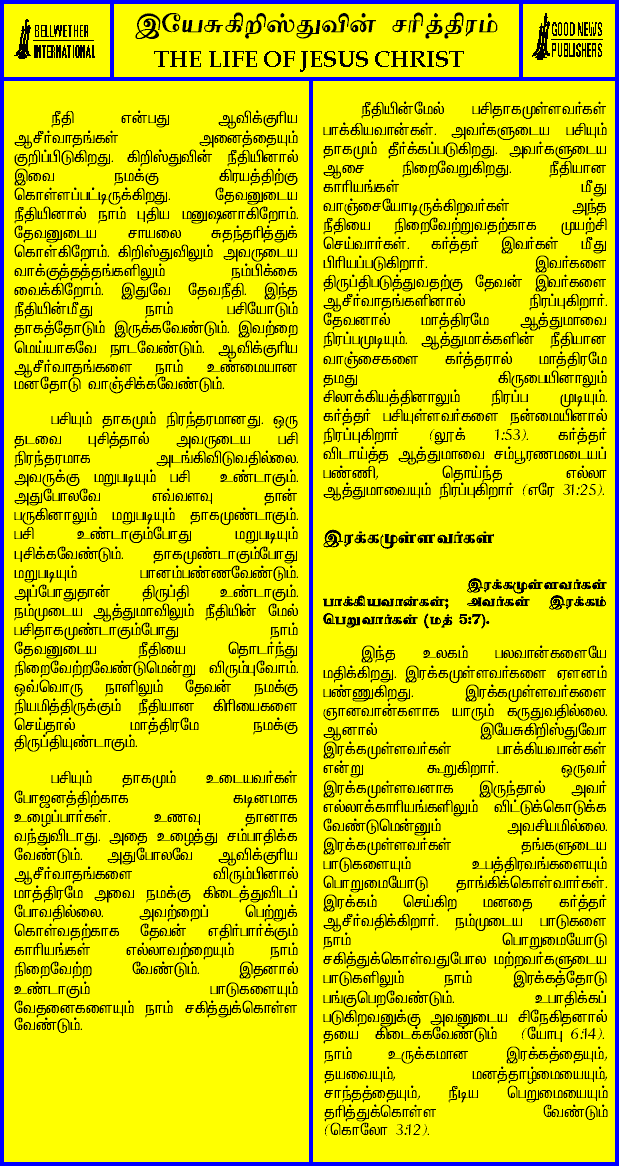 BELLWETHER
INTERNATIONAL
இயேசுகிறிஸ்துவின் சரித்திரம்
THE LIFE OF JESUS CHRIST
GOOD NEWS
PUBLISHERS
நீதி என்பது ஆவிக்குரிய
ஆசீர்வாதங்கள் அனைத்தையும்
குறிப்பிடுகிறது. கிறிஸ்துவின் நீதியினால்
இவை நமக்கு கிரயத்திற்கு
கொள்ளப்பட்டிருக்கிறது. தேவனுடைய
நீதியினால் நாம் புதிய மனுஷனாகிறோம்.
தேவனுடைய சாயலை சுதந்தரித்துக்
கொள்கிறோம். கிறிஸ்துவிலும் அவருடைய
வாக்குத்தத்தங்களிலும் நம்பிக்கை
வைக்கிறோம். இதுவே தேவநீதி. இந்த
நீதியின்மீது நாம் பசியோடும்
தாகத்தோடும் இருக்கவேண்டும். இவற்றை
மெய்யாகவே நாடவேண்டும். ஆவிக்குரிய
ஆசீர்வாதங்களை நாம் உண்மையான
மனதோடு வாஞ்சிக்கவேண்டும்.
பசியும் தாகமும் நிரந்தரமானது. ஒரு
தடவை புசித்தால் அவருடைய பசி
நிரந்தரமாக அடங்கிவிடுவதில்லை.
அவருக்கு மறுபடியும் பசி உண்டாகும்.
அதுபோலவே எவ்வளவு தான்
பருகினாலும் மறுபடியும் தாகமுண்டாகும்.
பசி உண்டாகும்போது மறுபடியும்
புசிக்கவேண்டும். தாகமுண்டாகும்போது
மறுபடியும் பானம்பண்ணவேண்டும்.
அப்போதுதான் திருப்தி உண்டாகும்.
நம்முடைய ஆத்துமாவிலும் நீதியின் மேல்
பசிதாகமுண்டாகும்போது நாம்
தேவனுடைய நீதியை தொடர்ந்து
நிறைவேற்றவேண்டுமென்று விரும்புவோம்.
ஒவ்வொரு நாளிலும் தேவன் நமக்கு
நியமித்திருக்கும் நீதியான கிரியைகளை
செய்தால் மாத்திரமே நமக்கு
திருப்தியுண்டாகும்.
பசியும் தாகமும் உடையவர்கள்
போஜனத்திற்காக கடினமாக
உழைப்பார்கள். உணவு தானாக
வந்துவிடாது. அதை உழைத்து சம்பாதிக்க
வேண்டும். அதுபோலவே ஆவிக்குரிய
ஆசீர்வாதங்களை விரும்பினால்
மாத்திரமே அவை நமக்கு கிடைத்துவிடப்
போவதில்லை. அவற்றைப் பெற்றுக்
கொள்வதற்காக தேவன் எதிர்பார்க்கும்
காரியங்கள் எல்லாவற்றையும் நாம்
நிறைவேற்ற வேண்டும். இதனால்
உண்டாகும் பாடுகளையும்
வேதனைகளையும் நாம் சகித்துக்கொள்ள
வேண்டும்.
நீதியின்மேல் பசிதாகமுள்ளவர்கள்
பாக்கியவான்கள். அவர்களுடைய பசியும்
தாகமும் தீர்க்கப்படுகிறது. அவர்களுடைய
ஆசை நிறைவேறுகிறது. நீதியான
காரியங்கள் மீது
வாஞ்சையோடிருக்கிறவர்கள் அந்த
நீதியை நிறைவேற்றுவதற்காக முயற்சி
செய்வார்கள். கர்த்தர் இவர்கள் மீது
பிரியப்படுகிறார். இவர்களை
திருப்திபடுத்துவதற்கு தேவன் இவர்களை
ஆசீர்வாதங்களினால் நிரப்புகிறார்.
தேவனால் மாத்திரமே ஆத்துமாவை
நிரப்பமுடியும். ஆத்துமாக்களின் நீதியான
வாஞ்சைகளை கர்த்தரால் மாத்திரமே
தமது கிருபையினாலும்
சிலாக்கியத்தினாலும் நிரப்ப முடியும்.
கர்த்தர் பசியுள்ளவர்களை நன்மையினால்
நிரப்புகிறார் (லூக் 1:53). கர்த்தர்
விடாய்த்த ஆத்துமாவை சம்பூரணமடையப்
பண்ணி, தொய்ந்த எல்லா
ஆத்துமாவையும் நிரப்புகிறார் (எரே 31:25).
இரக்கமுள்ளவர்கள்
இரக்கமுள்ளவர்கள்
பாக்கியவான்கள்; அவர்கள் இரக்கம்
பெறுவார்கள் (மத் 5:7).
இந்த உலகம் பலவான்களையே
மதிக்கிறது. இரக்கமுள்ளவர்களை ஏளனம்
பண்ணுகிறது. இரக்கமுள்ளவர்களை
ஞானவான்களாக யாரும் கருதுவதில்லை.
ஆனால் இயேசுகிறிஸ்துவோ
இரக்கமுள்ளவர்கள் பாக்கியவான்கள்
என்று கூறுகிறார். ஒருவர்
இரக்கமுள்ளவனாக இருந்தால் அவர்
எல்லாக்காரியங்களிலும் விட்டுக்கொடுக்க
வேண்டுமென்னும் அவசியமில்லை.
இரக்கமுள்ளவர்கள் தங்களுடைய
பாடுகளையும் உபத்திரவங்களையும்
பொறுமையோடு தாங்கிக்கொள்வார்கள்.
இரக்கம் செய்கிற மனதை கர்த்தர்
ஆசீர்வதிக்கிறார். நம்முடைய பாடுகளை
நாம் பொறுமையோடு
சகித்துக்கொள்வதுபோல மற்றவர்களுடைய
பாடுகளிலும் நாம் இரக்கத்தோடு
பங்குபெறவேண்டும். உபாதிக்கப்
படுகிறவனுக்கு அவனுடைய சிநேகிதனால்
தயை கிடைக்கவேண்டும் (யோபு 6:14).
நாம் உருக்கமான இரக்கத்தையும்,
தயவையும், மனத்தாழ்மையையும்,
சாந்தத்தையும், நீடிய பெறுமையையும்
தரித்துக்கொள்ள வேண்டும்
(கொலோ 3:12).